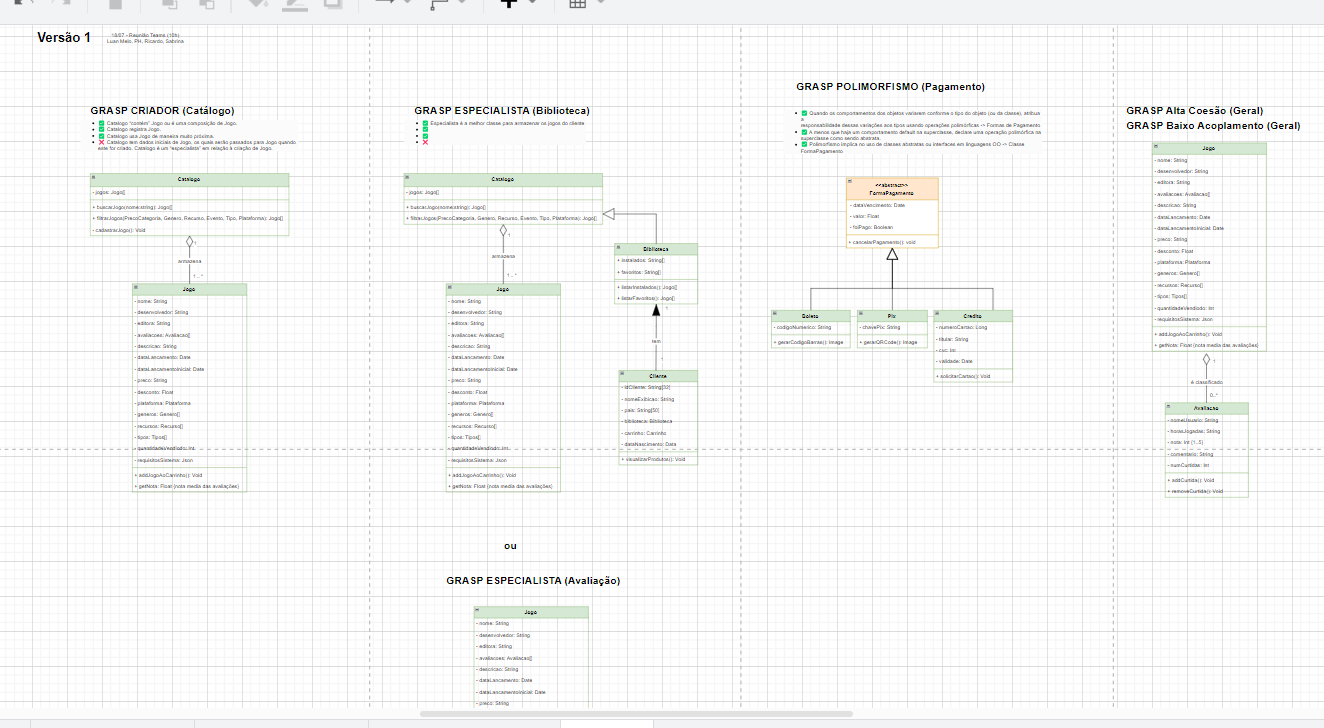 Versão 1
18/07 - Reunião Teams (16h)
Luan Melo, PH, Ricardo, Sabrina
GRASP CRIADOR (Catálogo)
✅ Catalogo "contém" Jogo ou é um composição de Jogo.
✅ Catalogo registra Jogo.
✅ Catalogo usa Jogo de maneira muito próxima.
❌ Catalogo tem dados iniciais de Jogo, os quais serão passados para Jogo quando
este for criado. Catalogo é um "especialista" em relação à criação de Jogo.
Catalogo
- jogos: Jogo[]
+ buscarJogo(nome:string): Jogo[]
+ filtrarJogos(PrecoCategoria, Genero, Recurso, Evento, Tipo, Plataforma): Jogo[]
- cadastrarJogo(): Void
1
armazena
1...*
Jogo
- nome: String
- desenvolvedor: String
- editora: String
- avaliacoes: Avaliacao[]
- descricao: String
- dataLancamento: Date
- dataLancamentoInicial: Date
- preco: String
- desconto: Float
- plataforma: Plataforma
- generos: Genero[]
- recursos: Recurso[]
- tipos: Tipos[]
- quantidadeVendiodo: Int
- requisitosSistema: Json
+ addJogoAoCarrinho(): Void
+ getNota: Float (nota media das avaliações)
GRASP ESPECIALISTA (Biblioteca)
✅ Especialista é a melhor classe para armazenar os jogos do cliente
✅
✅
❌
Catalogo
- jogos: Jogo[]
+ buscarJogo(nome:string): Jogo[]
+ filtrarJogos(PrecoCategoria, Genero, Recurso, Evento, Tipo, Plataforma): Jogo[]
1
armazena
1...*
Jogo
- nome: String
- desenvolvedor: String
- editora: String
- avaliacoes: Avaliacao[]
- descricao: String
- dataLancamento: Date
- dataLancamentoInicial: Date
- preco: String
- desconto: Float
- plataforma: Plataforma
- generos: Genero[]
- recursos: Recurso[]
- tipos: Tipos[]
- quantidadeVendiodo: Int
- requisitosSistema: Json
+ addJogoAoCarrinho(): Void
+ getNota: Float (nota media das avaliações)
Biblioteca
+ instalados: String[]
+ favoritos: String[]
+ listarInstalados(): Jogo[]
+ listarFavoritos(): Jogo[]
1
tem
1
Cliente
- idCliente: String[32]
- nomeExibicao: String
- pais: String[50]
- biblioteca: Biblioteca
- carrinho: Carrinho
- dataNascimento: Data
+ visualizarProdutos(): Void
ou
GRASP ESPECIALISTA (Avaliação)
Jogo
- nome: String
- desenvolvedor: String
- editora: String
- avaliacoes: Avaliacao[]
- descricao: String
- dataLancamento: Date
- dataLancamentoInicial: Date
- preco: String
GRASP POLIMORFISMO (Pagamento)
✅ Quando os comportamentos dos objetos variarem conforme o tipo do objeto (ou da classe), atribua
a
responsabilidade dessas variações aos tipos usando operações polimórficas -> Formas de Pagamento
✅ A menos que haja um comportamento default na superclasse, declare uma operação polimórfica na
superclasse como sendo abstrata.
✅ Polimorfismo implica no uso de classes abstratas ou interfaces em linguagens OO -> Classe
FormaPagamento
<<abstract>>
FormaPagamento
- dataVencimento: Date
- valor: Float
- foiPago: Boolean
+ cancelarPagamento(): void
Boleto
- codigoNumerico: String
+ gerarCodigoBarras(): Image
Pix
- chavePix: String
+ gerarQRCode(): Image
Credito
- numeroCartao: Long
- titular: String
- cvc: Int
- validade: Date
+ solicitarCartao(): Void
GRASP Alta Coesão (Geral)
GRASP Baixo Acoplamento (Geral)
Jogo
- nome: String
- desenvolvedor: String
- editora: String
- avaliacoes: Avaliacao[]
- descricao: String
- dataLancamento: Date
- dataLancamentoInicial: Date
- preco: String
- desconto: Float
- plataforma: Plataforma
- generos: Genero[]
- recursos: Recurso[]
- tipos: Tipos[]
- quantidadeVendiodo: Int
- requisitosSistema: Json
+ addJogoAoCarrinho(): Void
+ getNota: Float (nota media das avaliações)
1
é classificado
0..*
Avaliacao
- nomeUsuario: String
- horasJogadas: String
- nota: Int {1...5}
- comentario: String
- numCurtidas: Int
+ addCurtida(): Void
+ removeCurtida(): Void